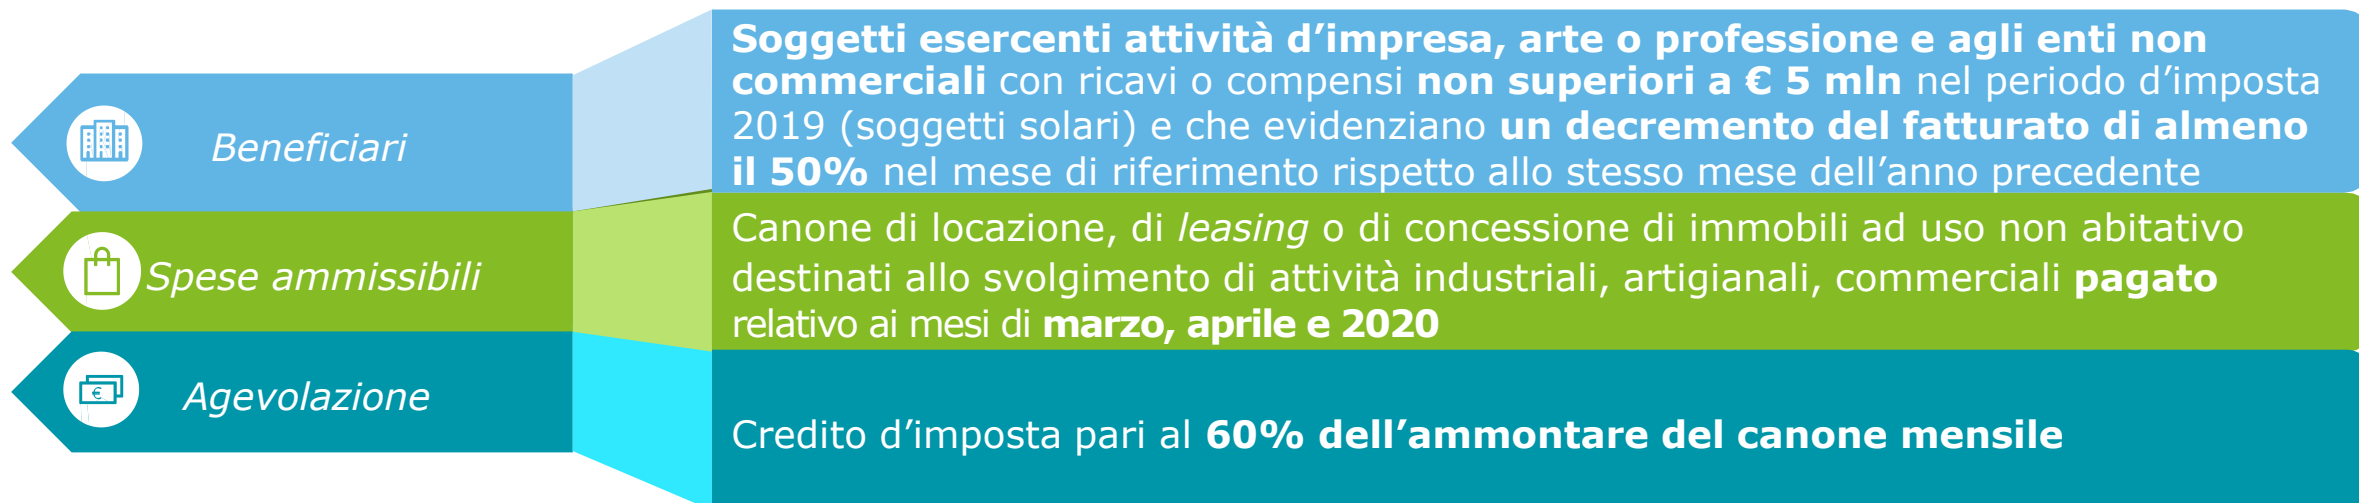 Beneficiari
Soggetti esercenti attività d’impresa, arte o professione e agli enti non
commerciali con ricavi o compensi non superiori a € 5 mln nel periodo d’imposta
2019 (soggetti solari) e che evidenziano un decremento del fatturato di almeno
il 50% nel mese di riferimento rispetto allo stesso mese dell’anno precedente
Spese ammissibili
Canone di locazione, di leasing o di concessione di immobili ad uso non abitativo
destinati allo svolgimento di attività industriali, artigianali, commerciali pagato
relativo ai mesi di marzo, aprile e 2020
€
Agevolazione
Credito d’imposta pari al 60% dell’ammontare del canone mensile